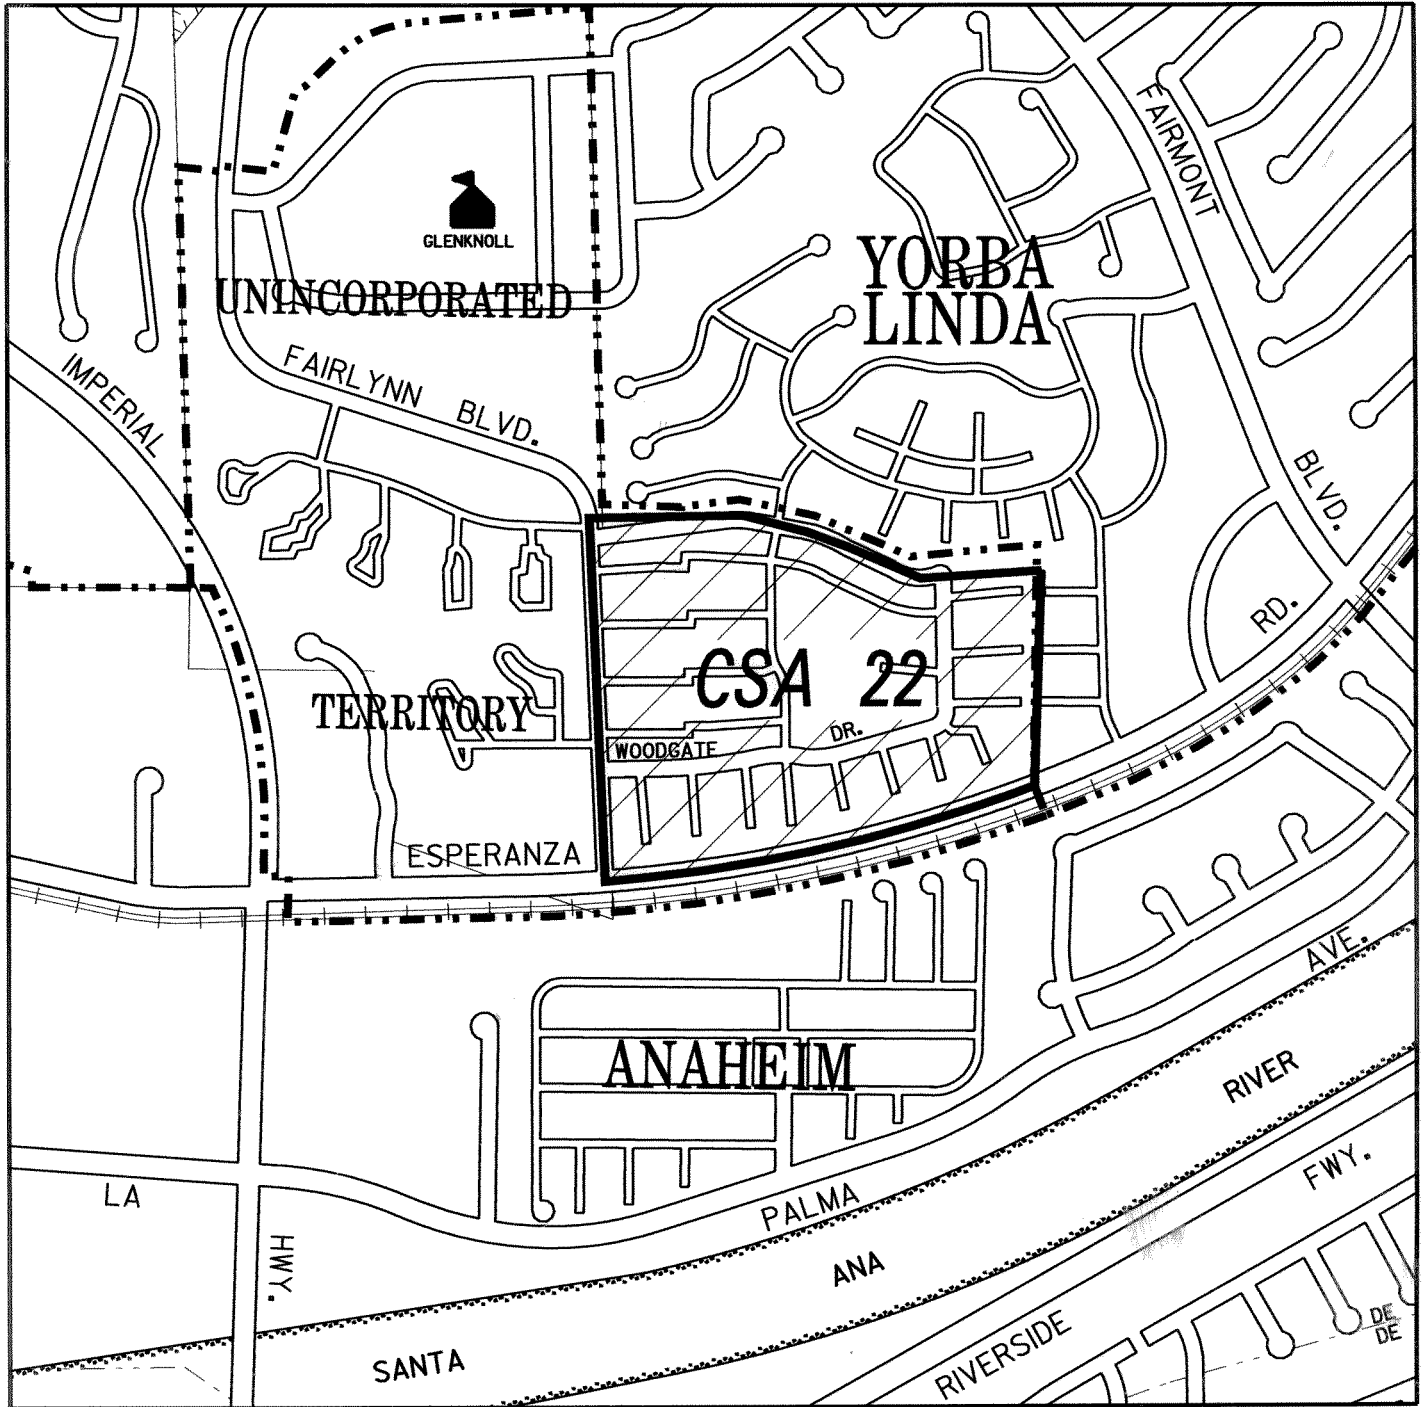 FAIRMONT
BLVD.
GLENKNOLL
YORBA
LINDA
UNINCORPORATED
IMPERIAL
FAIRLYNN BLVD.
RD.
CSA 22
TERRITORY
WOODGATE DR.
ESPERANZA
AVE.
ANAHEIM
RIVER
FWY.
LA
PALMA
HWY.
ANA
SANTA
RIVERSIDE
DE
DE